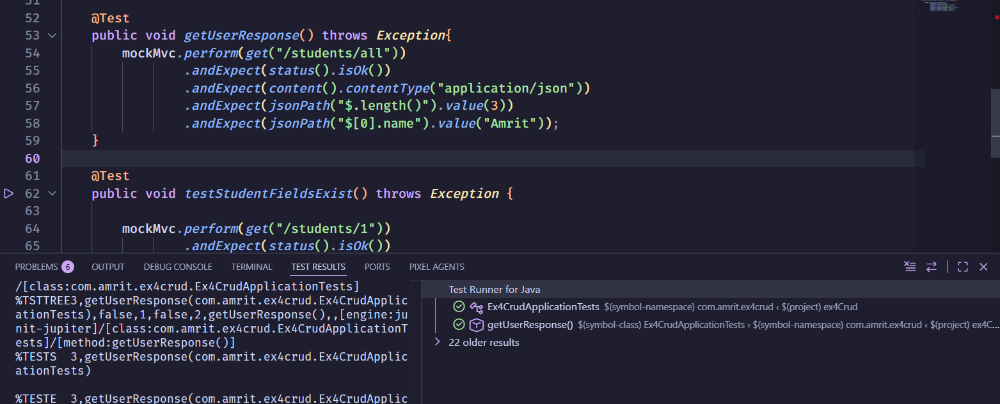 51
52 @Test
53 public void getUserResponse() throws Exception{
54 mockMvc.perform(get("/students/all"))
55 .andExpect(status().isOk())
56 .andExpect(content().contentType("application/json"))
57 .andExpect(jsonPath("$.length()").value(3))
58 .andExpect(jsonPath("$[0].name").value("Amrit"));
59 }
60
61 @Test
62 public void testStudentFieldsExist() throws Exception {
63
64 mockMvc.perform(get("/students/1"))
65 .andExpect(status().isOk())
PROBLEMS 6 OUTPUT DEBUG CONSOLE TERMINAL TEST RESULTS PORTS PIXEL AGENTS
/[class:com.amrit.ex4crud.Ex4CrudApplicationTests]
%TSTTREE3,getUserResponse(com.amrit.ex4crud.Ex4CrudApplic
ationTests),false,1,false,2,getUserResponse(),,[engine:ju
nit-jupiter]/[class:com.amrit.ex4crud.Ex4CrudApplicationT
ests]/[method:getUserResponse()]
%TESTS 3,getUserResponse(com.amrit.ex4crud.Ex4CrudApplic
ationTests)
%TESTE 3,getUserResponse(com.amrit.ex4crud.Ex4CrudApplic
Test Runner for Java
Ex4CrudApplicationTests $(symbol-namespace) com.amrit.ex4crud ‹ $(project) ex4Crud
getUserResponse() $(symbol-class) Ex4CrudApplicationTests ‹ $(symbol-namespace) com.amrit.ex4crud ‹ $(project) ex4C...
22 older results